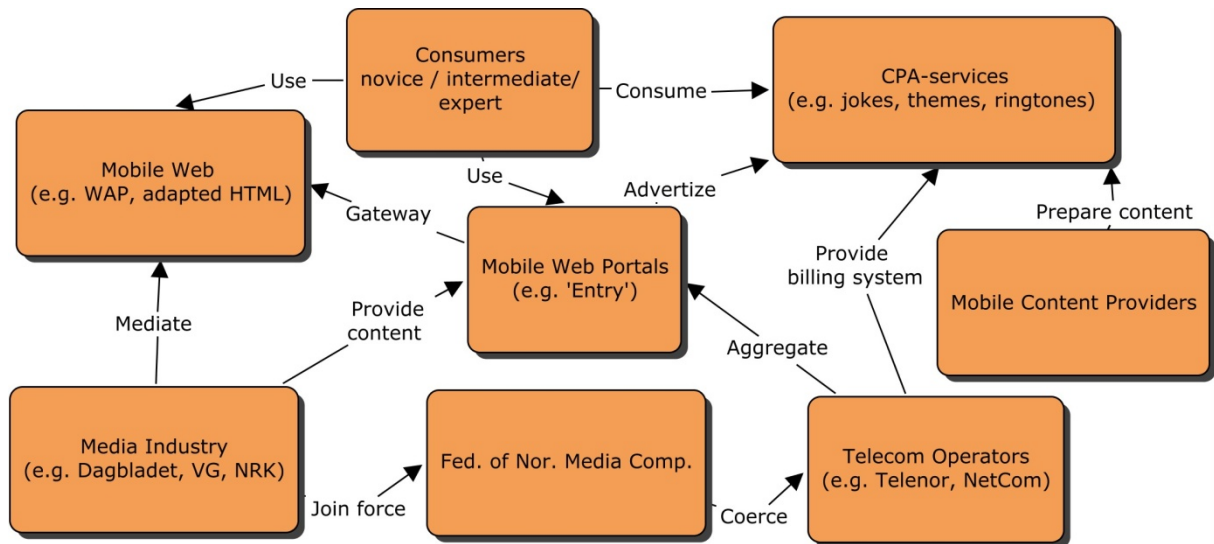 Consumers
novice / intermediate/
expert
CPA-services
(e.g. jokes, themes, ringtones)
Use
Consume
Mobile Web
(e.g. WAP, adapted HTML)
Use
Advertize
Gateway
Prepare content
Mobile Web Portals
(e.g. 'Entry')
Provide
billing system
Mobile Content Providers
Mediate
Provide
content
Aggregate
Media Industry
(e.g. Dagbladet, VG, NRK)
Fed. of Nor. Media Comp.
Telecom Operators
(e.g. Telenor, NetCom)
Join force
Coerce